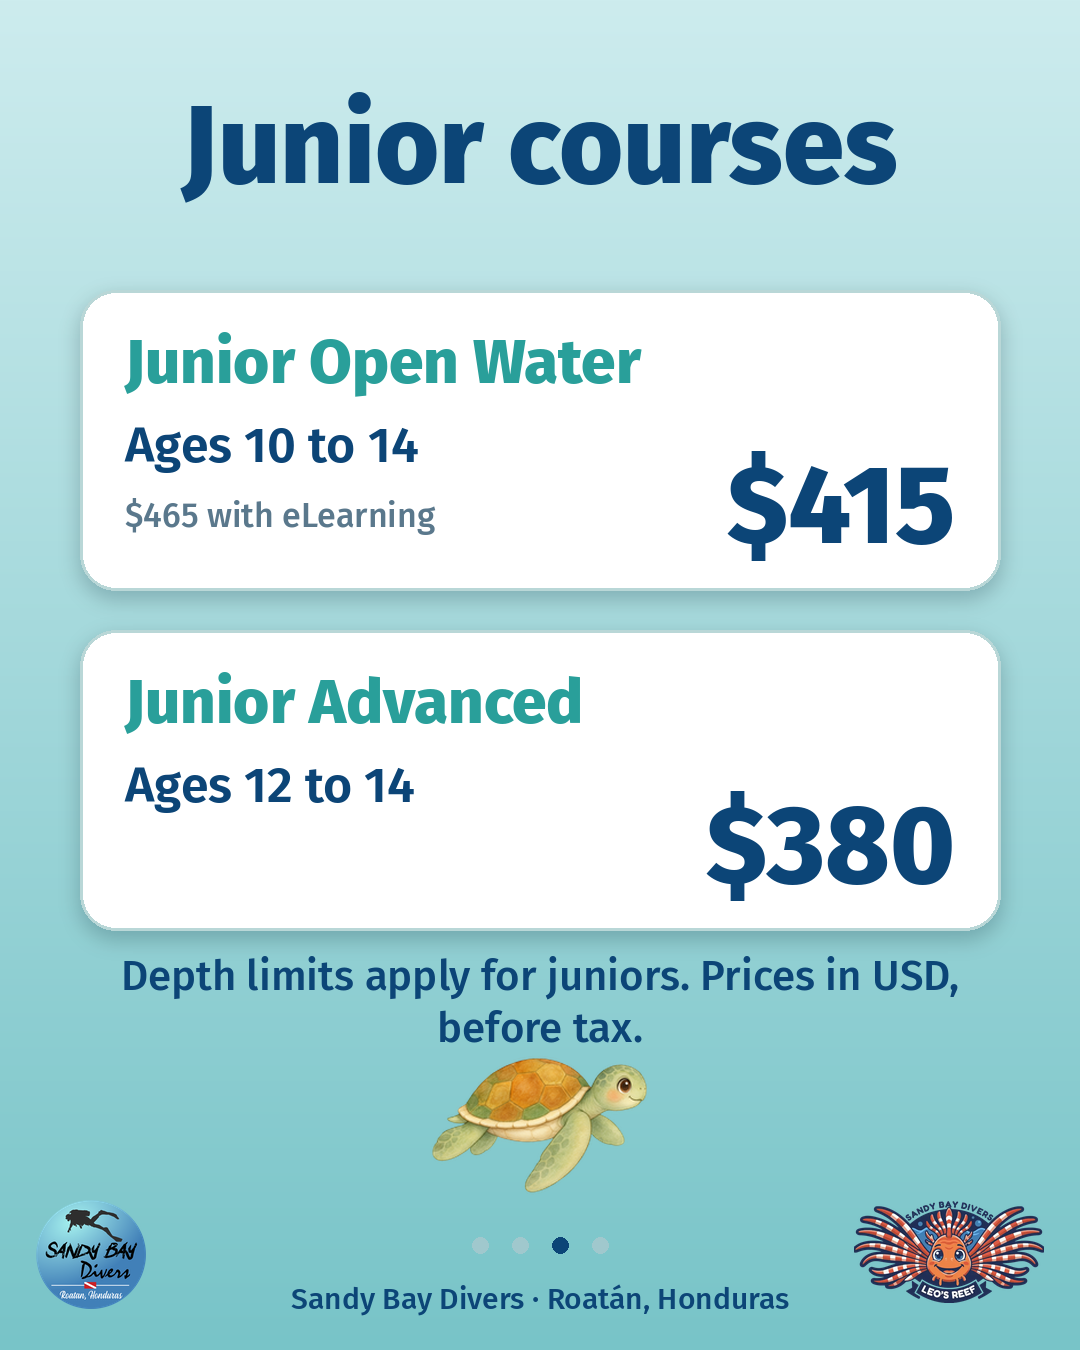 Junior courses
Junior Open Water
Ages 10 to 14
$465 with eLearning
$415
Junior Advanced
Ages 12 to 14
$380
Depth limits apply for juniors. Prices in USD,
before tax.
SANDY BAY
Divers
Roatan, Honduras
SANDY BAY DIVERS
LEO'S REEF
Sandy Bay Divers · Roatán, Honduras